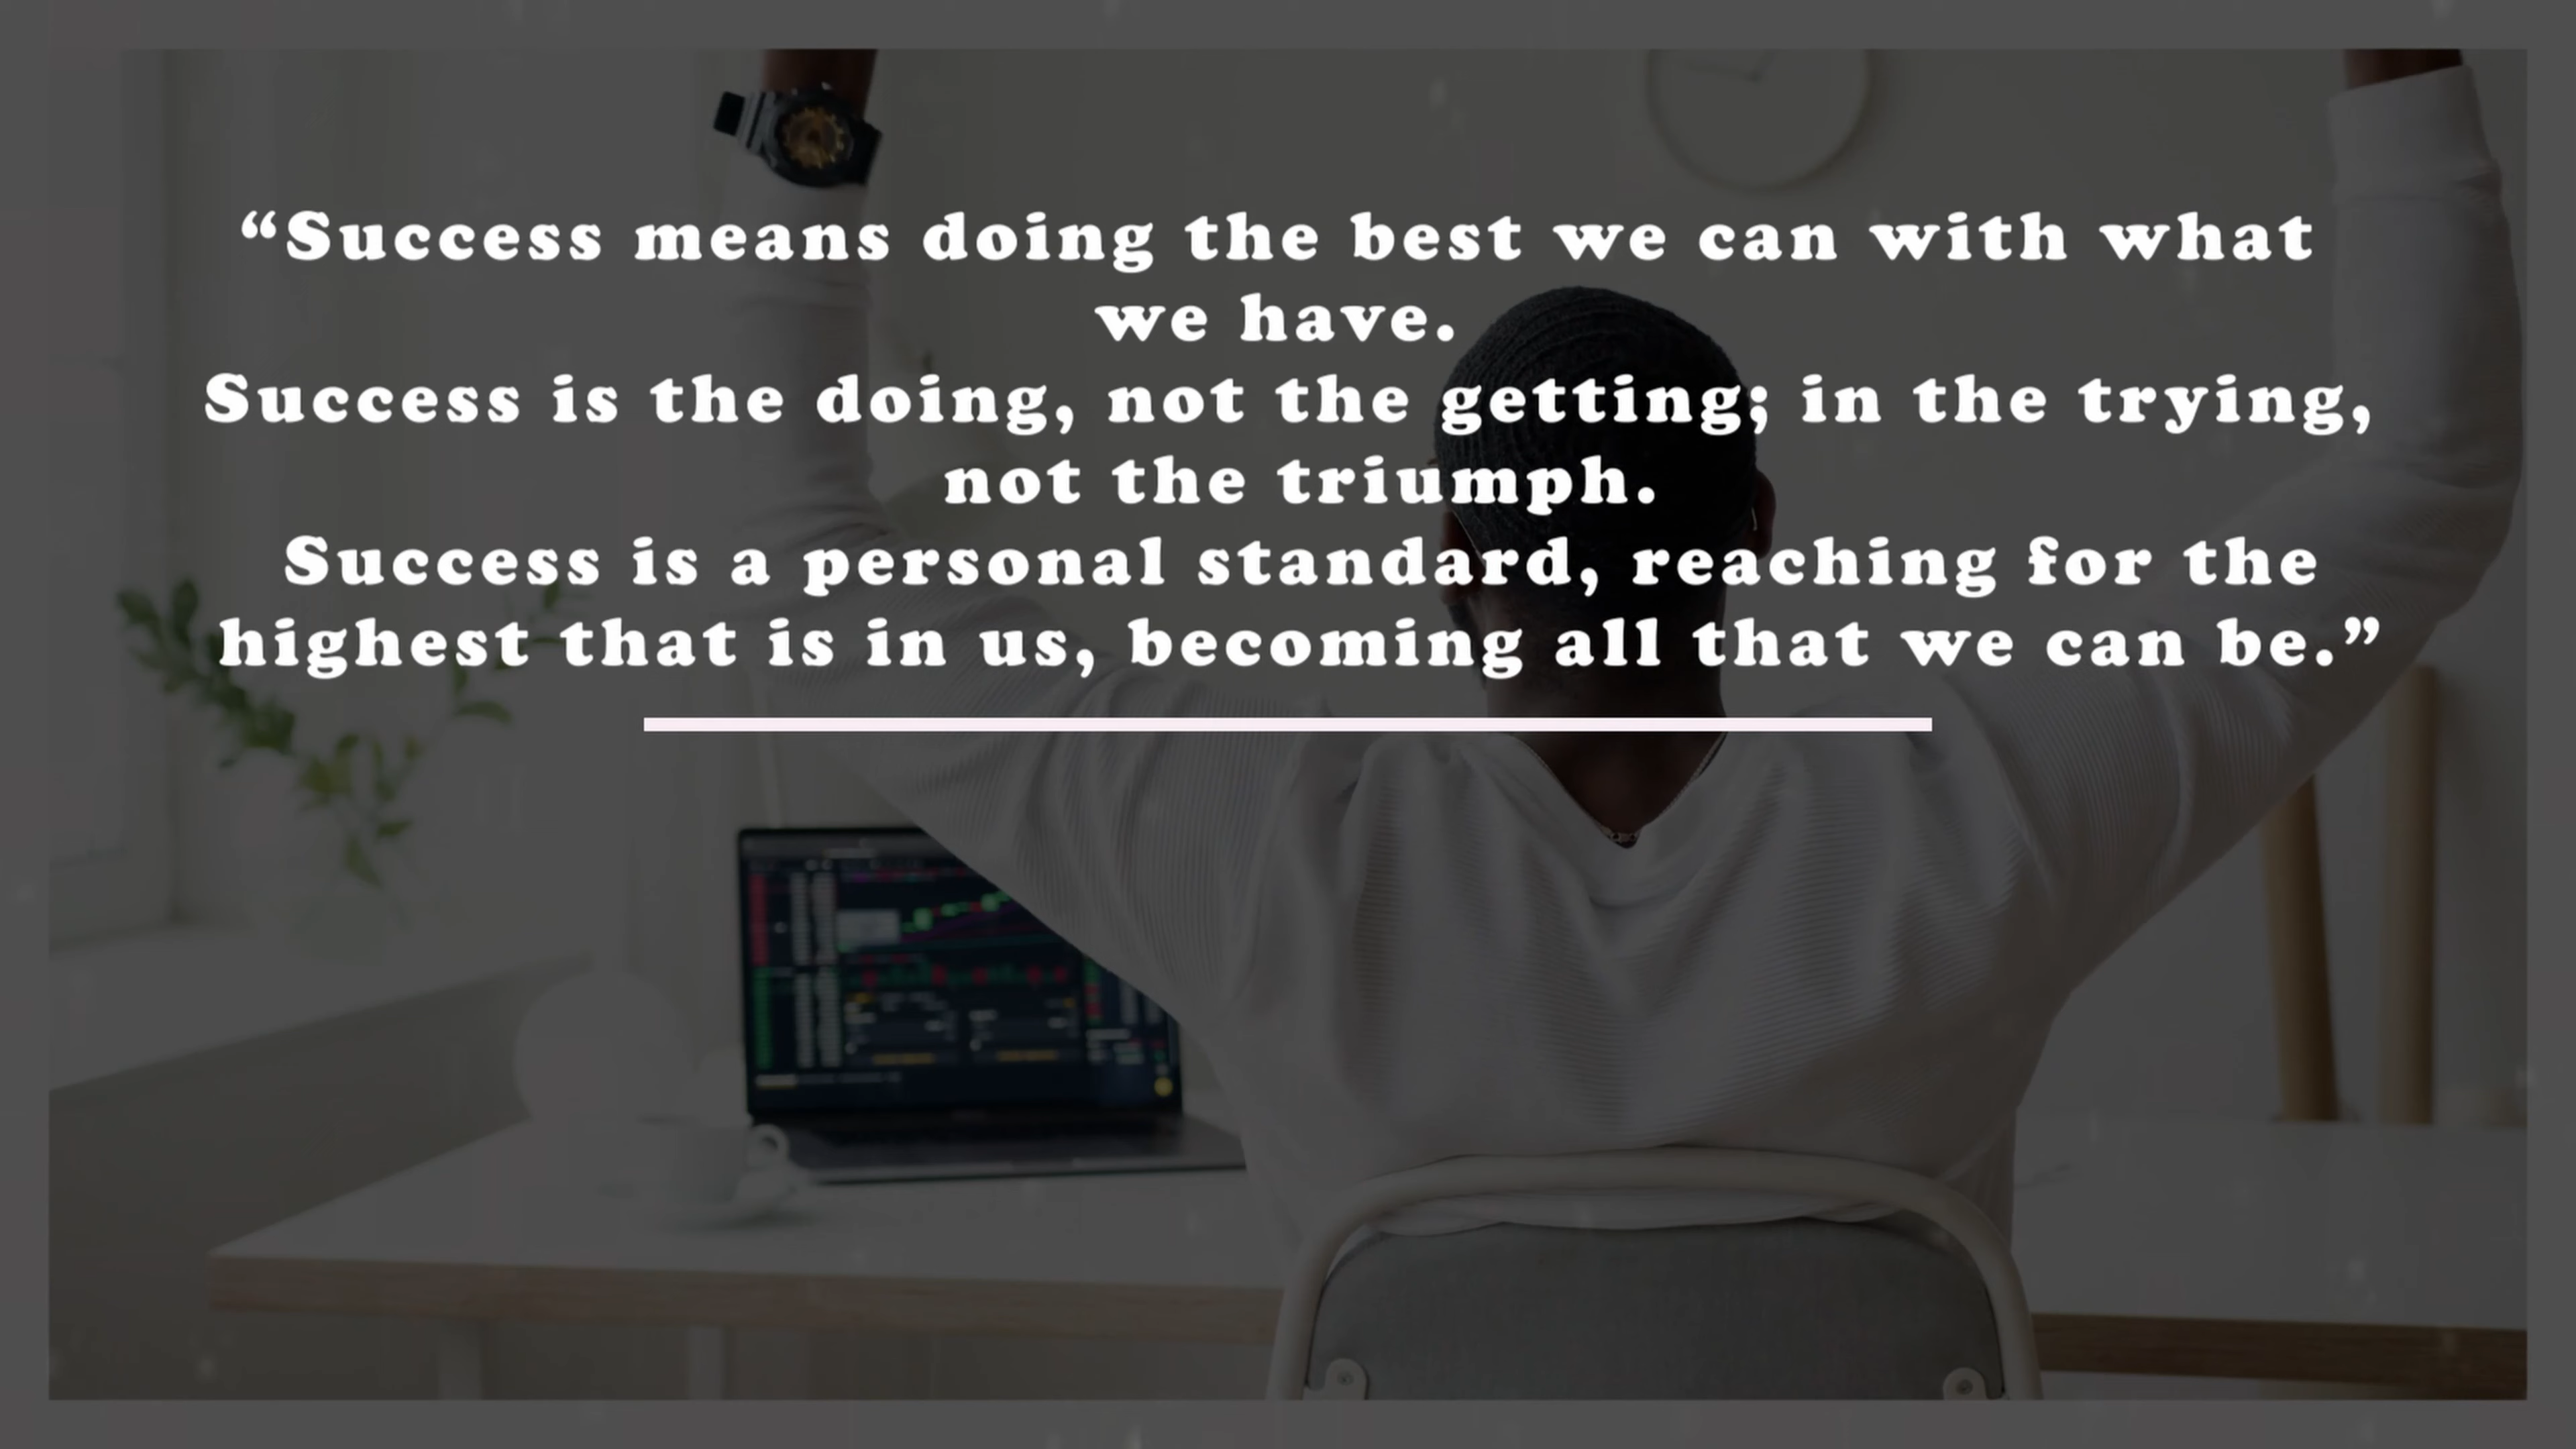 “Success means doing the best we can with what
we have.
Success is the doing, not the getting; in the trying,
not the triumph.
Success is a personal standard, reaching for the
highest that is in us, becoming all that we can be.”